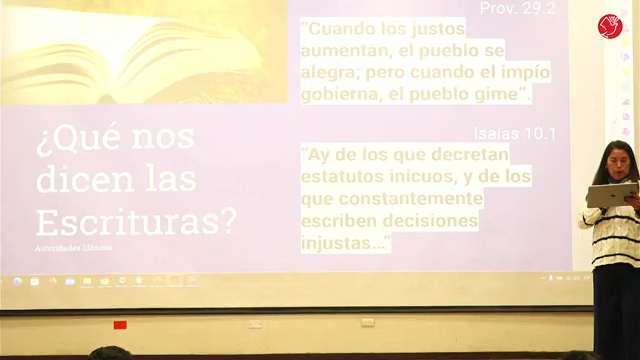 Prov. 29.2
"Cuando los justos
aumentan, el pueblo se
alegra; pero cuando el impío
gobierna, el pueblo gime".
¿Qué nos
dicen las
Escrituras?
Isaías 10.1
"Ay de los que decretan
estatutos inicuos, y de los
que constantemente
escriben decisiones
injustas..."